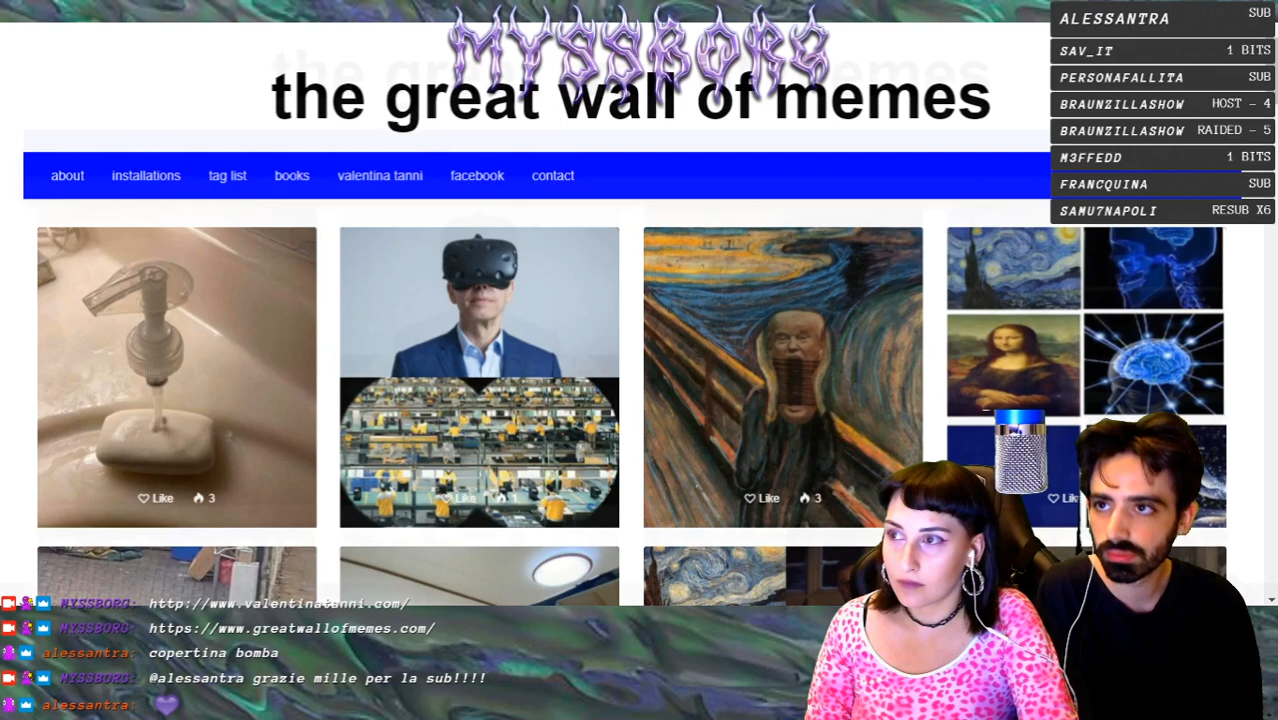 MYSSBORG
the great wall of memes
about installations tag list books valentina tanni facebook contact
ALESSANTRA SUB
SAV_IT 1 BITS
PERSONAFALLITA SUB
BRAUNZILLASHOW HOST - 4
BRAUNZILLASHOW RAIDED - 5
M3FFEDD 1 BITS
FRANCQUINA SUB
SAMU7NAPOLI RESUB X6
Like 3
Like 1
Like 3
Lik
MYSSBORG: http://www.valentinatanni.com/
MYSSBORG: https://www.greatwallofmemes.com/
alessantra: copertina bomba
MYSSBORG: @alessantra grazie mille per la sub!!!!
alessantra: